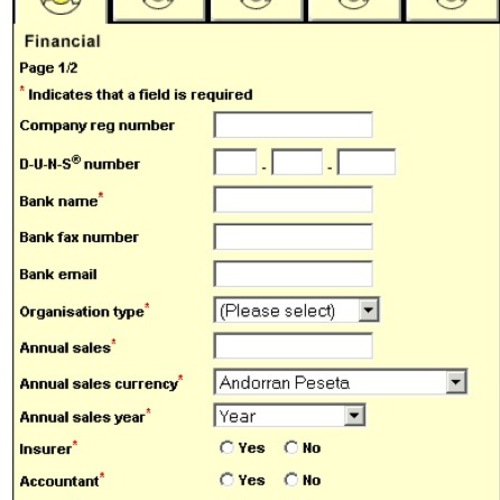 Financial
Page 1/2
* Indicates that a field is required
Company reg number
D-U-N-S® number - -
Bank name*
Bank fax number
Bank email
Organisation type* (Please select)
Annual sales*
Annual sales currency* Andorran Peseta
Annual sales year* Year
Insurer* Yes No
Accountant* Yes No